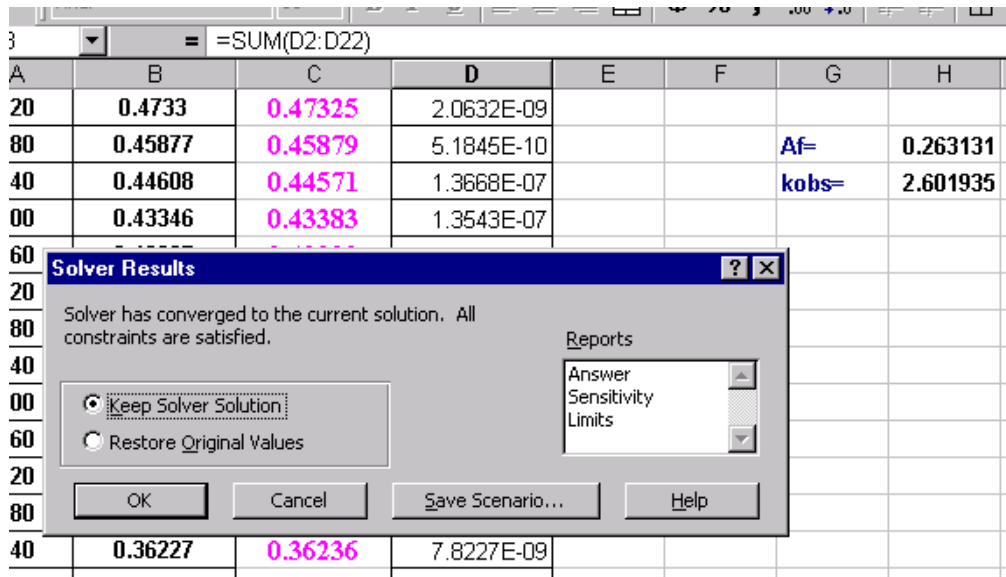 =SUM(D2:D22)
A B C D E F G H
20 0.4733 0.47325 2.0632E-09
80 0.45877 0.45879 5.1845E-10 Af= 0.263131
40 0.44608 0.44571 1.3668E-07 kobs= 2.601935
00 0.43346 0.43383 1.3543E-07
60
20
80
40
00
60
20
80
40 0.36227 0.36236 7.8227E-09
Solver Results
Solver has converged to the current solution. All
constraints are satisfied.
Reports
Answer
Sensitivity
Limits
Keep Solver Solution
Restore Original Values
OK Cancel Save Scenario... Help